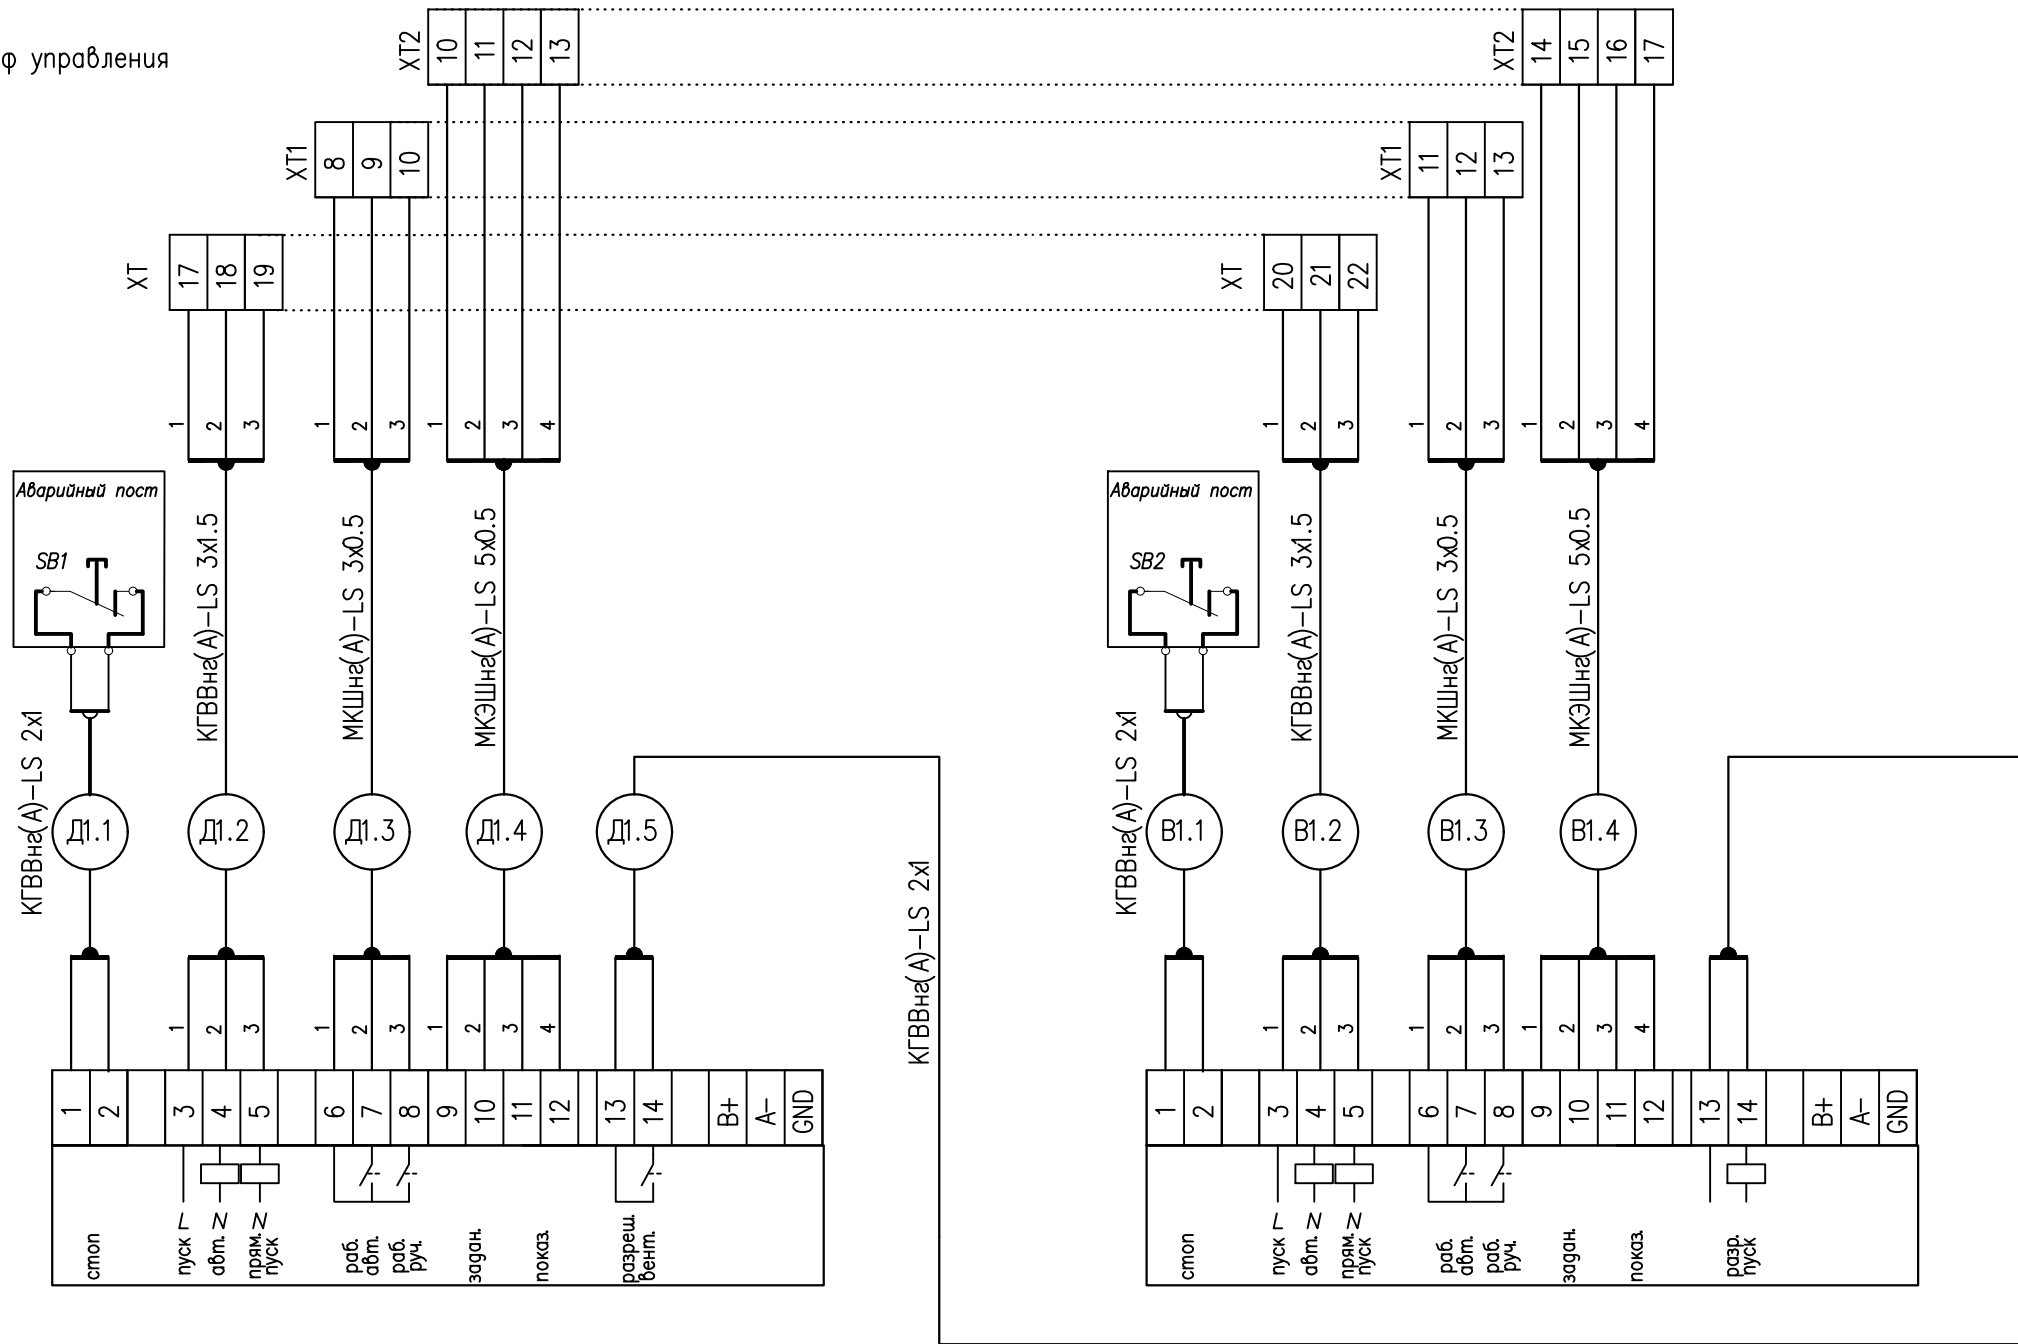 ф управления
XT2
10 11 12 13
XT2
14 15 16 17
XT1
8 9 10
XT1
11 12 13
XT
17 18 19
XT
20 21 22
1 2 3
1 2 3
1 2 3 4
1 2 3
1 2 3
1 2 3 4
Аварийный пост
SB1
Аварийный пост
SB2
КГВВнг(А)-LS 2x1
КГВВнг(А)-LS 3x1.5
МКШнг(А)-LS 3x0.5
МКЭШнг(А)-LS 5x0.5
КГВВнг(А)-LS 2x1
КГВВнг(А)-LS 2x1
КГВВнг(А)-LS 3x1.5
МКШнг(А)-LS 3x0.5
МКЭШнг(А)-LS 5x0.5
Д1.1 Д1.2 Д1.3 Д1.4 Д1.5
В1.1 В1.2 В1.3 В1.4
1 2 3
1 2 3
1 2 3 4
1 2 3
1 2 3
1 2 3 4
1 2 3 4 5 6 7 8 9 10 11 12 13 14 B+ A- GND
1 2 3 4 5 6 7 8 9 10 11 12 13 14 B+ A- GND
стоп
пуск L
авт. N
прям. N
пуск
раб.
авт.
раб.
руч.
задан.
показ.
разреш.
вент.
стоп
пуск L
авт. N
прям. N
пуск
раб.
авт.
раб.
руч.
задан.
показ.
разр.
пуск